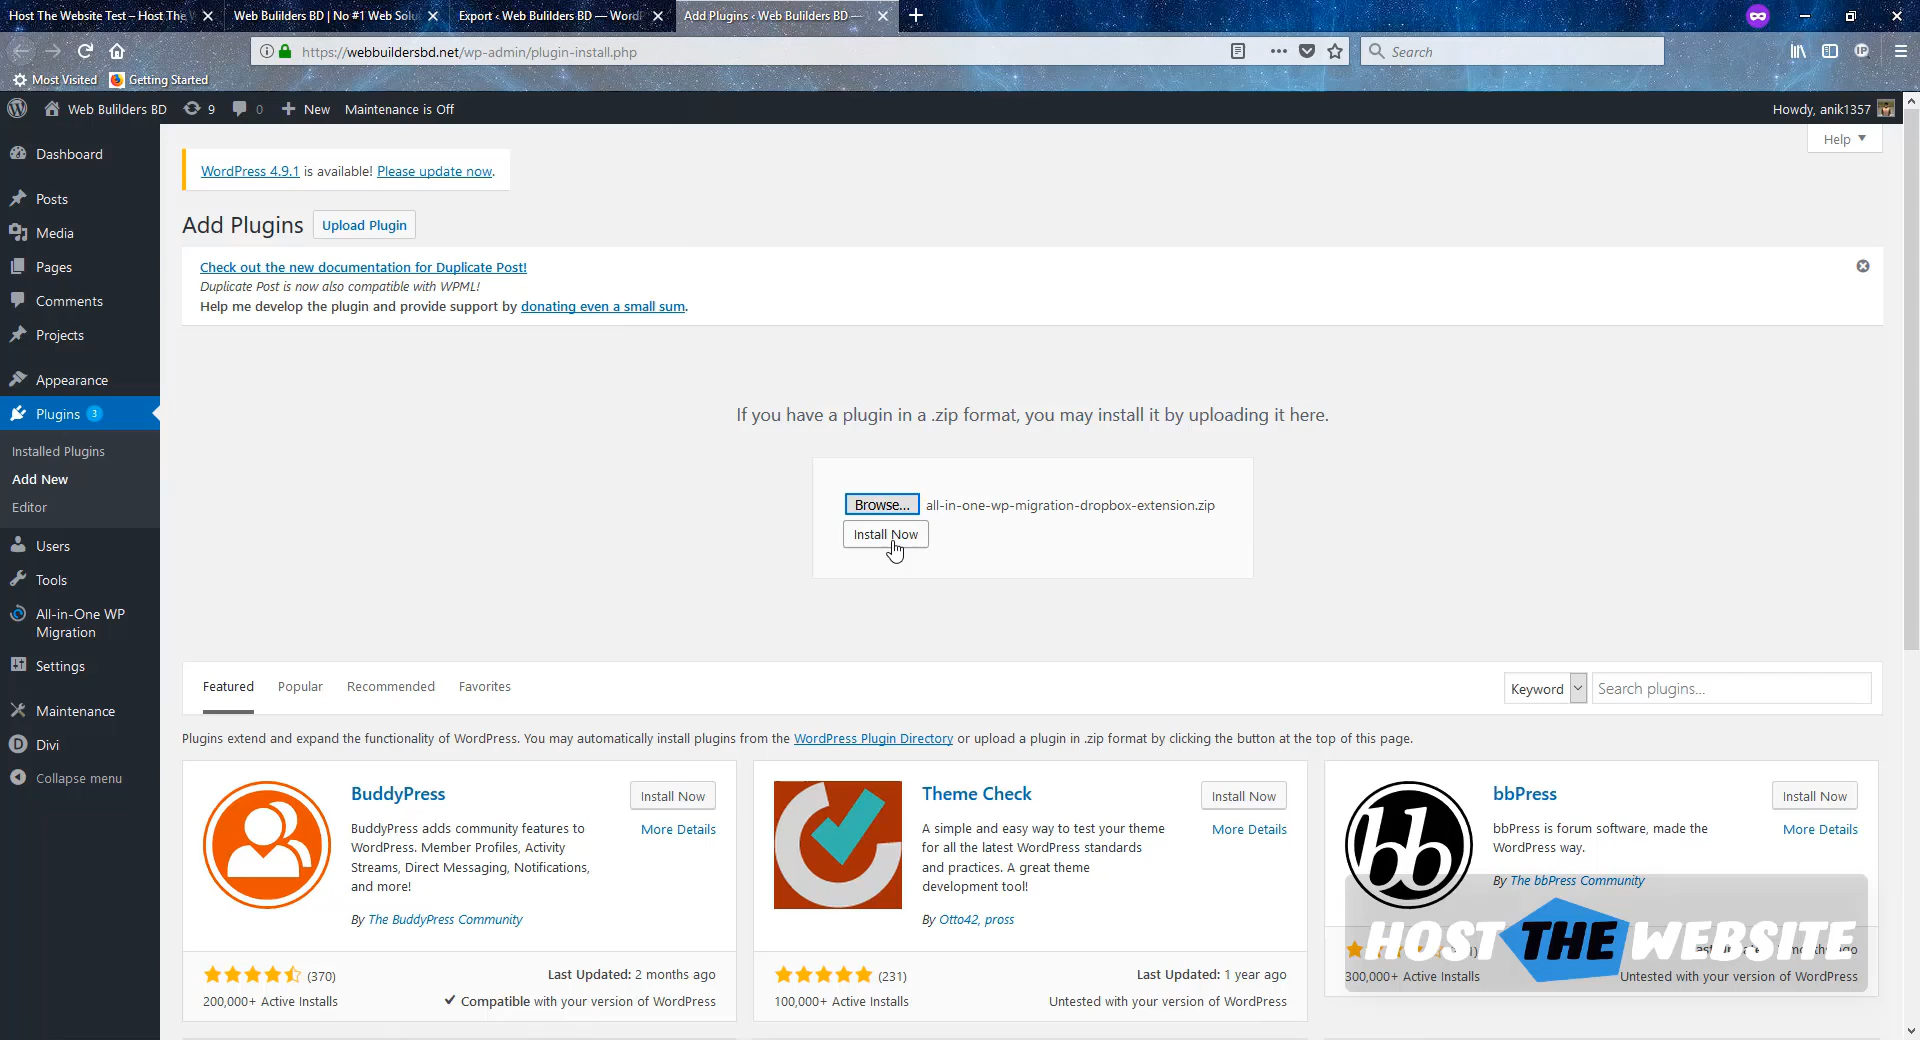 Host The Website Test – Host The W
Web Builders BD | No #1 Web Solu
Export ‹ Web Builders BD — WordP
Add Plugins ‹ Web Builders BD —
https://webbuildersbd.net/wp-admin/plugin-install.php
Search
Most Visited
Getting Started
Web Builders BD
9
0
New
Maintenance is Off
Howdy, anik1357
Help
Dashboard
Posts
Media
Pages
Comments
Projects
Appearance
Plugins 3
Installed Plugins
Add New
Editor
Users
Tools
All-in-One WP
Migration
Settings
Maintenance
Divi
Collapse menu
WordPress 4.9.1 is available! Please update now.
Add Plugins
Upload Plugin
Check out the new documentation for Duplicate Post!
Duplicate Post is now also compatible with WPML!
Help me develop the plugin and provide support by donating even a small sum.
If you have a plugin in a .zip format, you may install it by uploading it here.
Browse... all-in-one-wp-migration-dropbox-extension.zip
Install Now
Featured
Popular
Recommended
Favorites
Keyword
Search plugins...
Plugins extend and expand the functionality of WordPress. You may automatically install plugins from the WordPress Plugin Directory or upload a plugin in .zip format by clicking the button at the top of this page.
BuddyPress
Install Now
More Details
BuddyPress adds community features to
WordPress. Member Profiles, Activity
Streams, Direct Messaging, Notifications,
and more!
By The BuddyPress Community
(370)
200,000+ Active Installs
Last Updated: 2 months ago
Compatible with your version of WordPress
Theme Check
Install Now
More Details
A simple and easy way to test your theme
for all the latest WordPress standards
and practices. A great theme
development tool!
By Otto42, pross
(231)
100,000+ Active Installs
Last Updated: 1 year ago
Untested with your version of WordPress
bb
bbPress
Install Now
More Details
bbPress is forum software, made the
WordPress way.
By The bbPress Community
300,000+ Active Installs
Untested with your version of WordPress
HOST THE WEBSITE